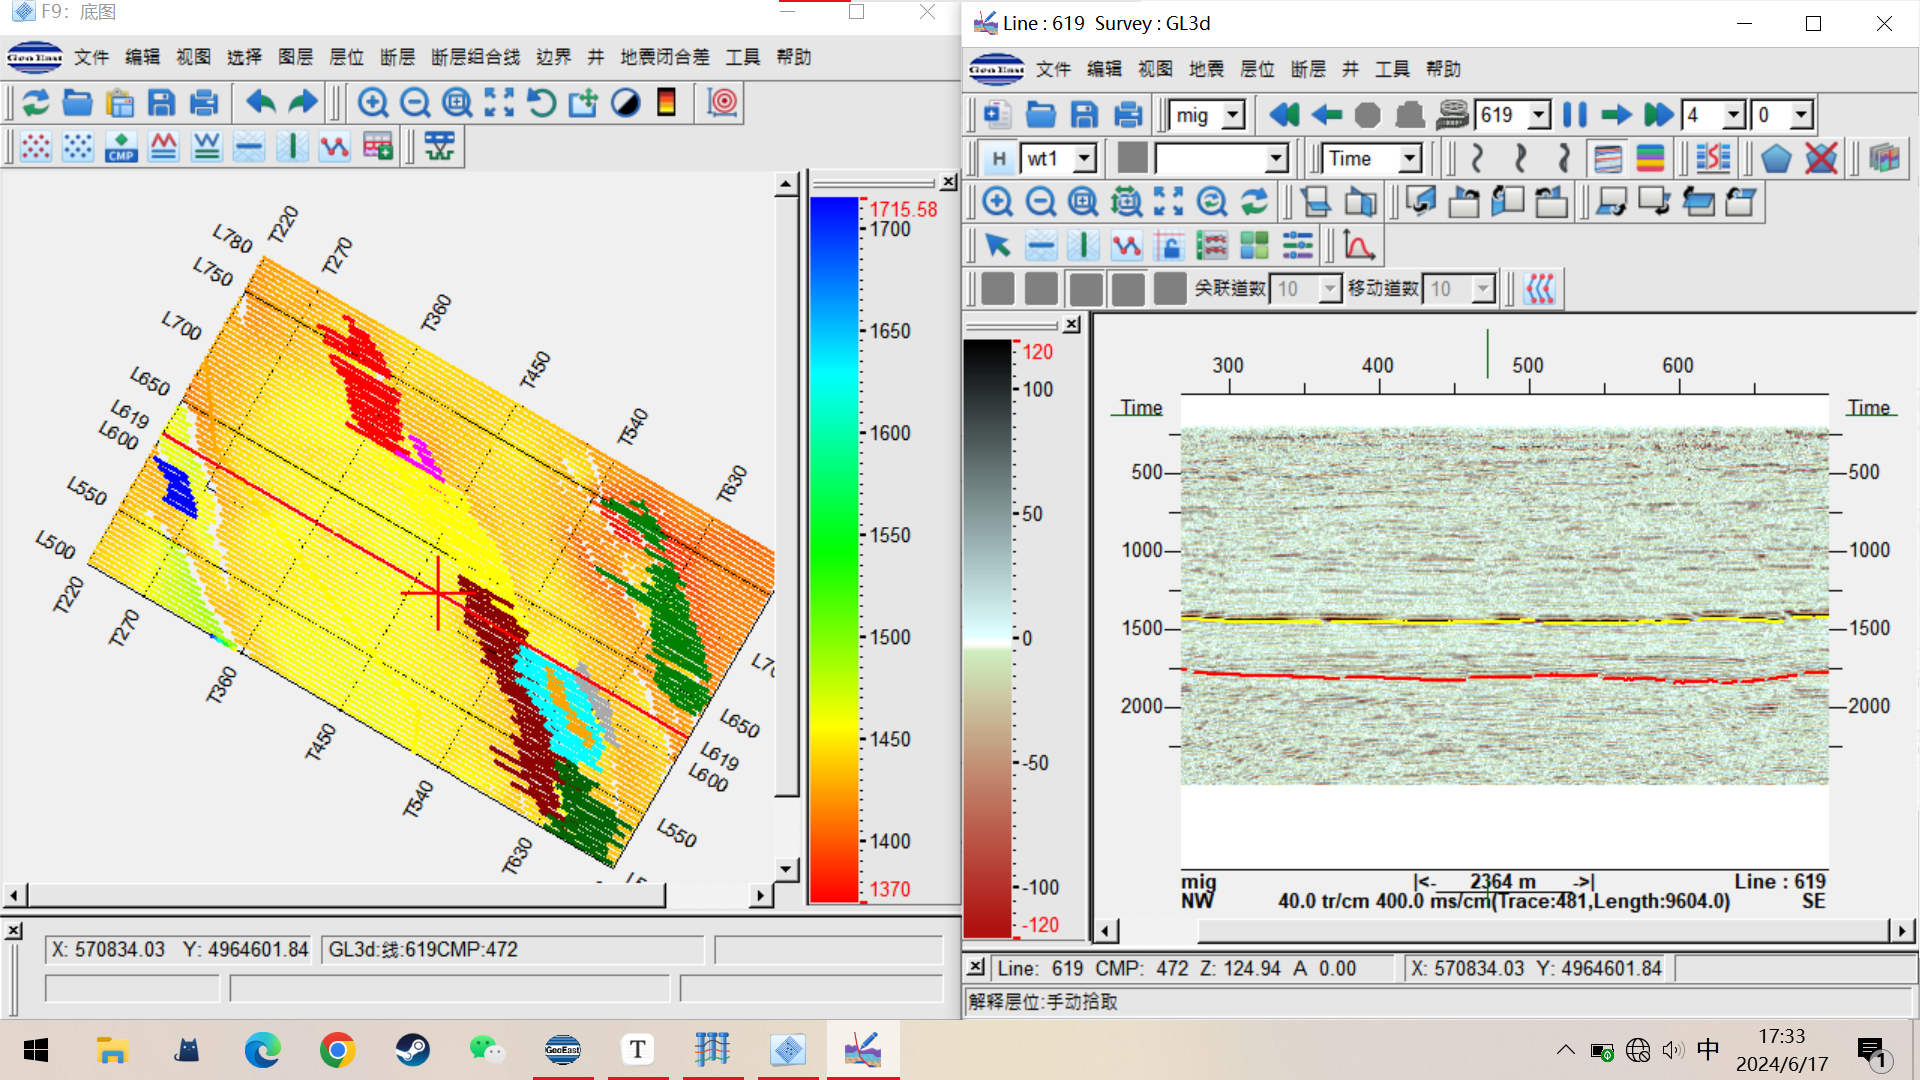 F9：底图
GeoEast 文件 编辑 视图 选择 图层 层位 断层 断层组合线 边界 井 地震闭合差 工具 帮助
CMP
T220
T270
T360
T450
T540
T630
L780
L750
L700
L650
L619
L600
L550
L500
T220
T270
T360
T450
T540
T630
L650
L619
L600
L550
1715.58
1700
1650
1600
1550
1500
1450
1400
1370
X: 570834.03 Y: 4964601.84 GL3d:线:619CMP:472
Line : 619 Survey : GL3d
GeoEast 文件 编辑 视图 地震 层位 断层 井 工具 帮助
mig 619 4 0
H wt1 Time
关联道数 10 移动道数 10
120
100
50
0
-50
-100
-120
300 400 500 600
Time Time
500 500
1000 1000
1500 1500
2000 2000
mig |<- 2364 m ->| Line : 619
NW 40.0 tr/cm 400.0 ms/cm(Trace:481,Length:9604.0) SE
Line: 619 CMP: 472 Z: 124.94 A 0.00 X: 570834.03 Y: 4964601.84
解释层位:手动拾取
GeoEast T
中
17:33
2024/6/17
1